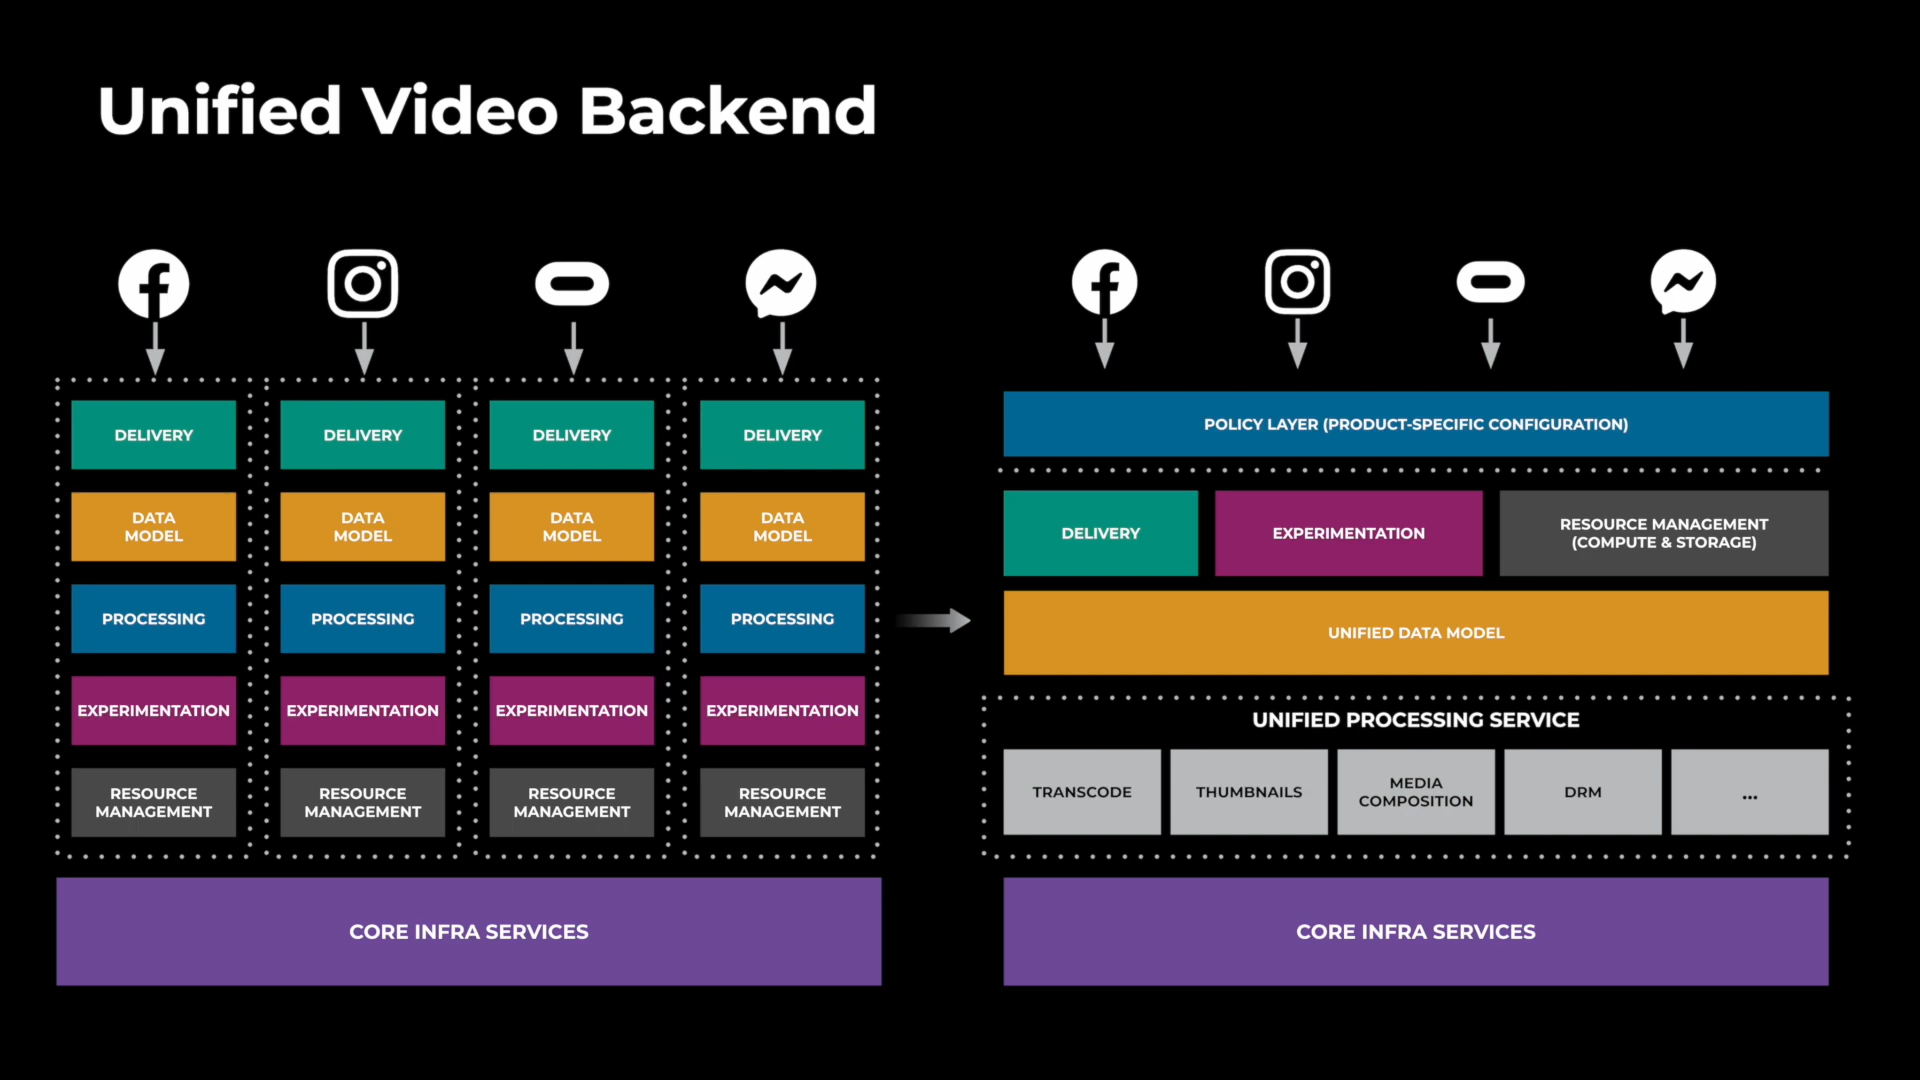 Unified Video Backend
DELIVERY
DELIVERY
DELIVERY
DELIVERY
DATA
MODEL
DATA
MODEL
DATA
MODEL
DATA
MODEL
PROCESSING
PROCESSING
PROCESSING
PROCESSING
EXPERIMENTATION
EXPERIMENTATION
EXPERIMENTATION
EXPERIMENTATION
RESOURCE
MANAGEMENT
RESOURCE
MANAGEMENT
RESOURCE
MANAGEMENT
RESOURCE
MANAGEMENT
CORE INFRA SERVICES
POLICY LAYER (PRODUCT-SPECIFIC CONFIGURATION)
DELIVERY
EXPERIMENTATION
RESOURCE MANAGEMENT
(COMPUTE & STORAGE)
UNIFIED DATA MODEL
UNIFIED PROCESSING SERVICE
TRANSCODE
THUMBNAILS
MEDIA
COMPOSITION
DRM
...
CORE INFRA SERVICES